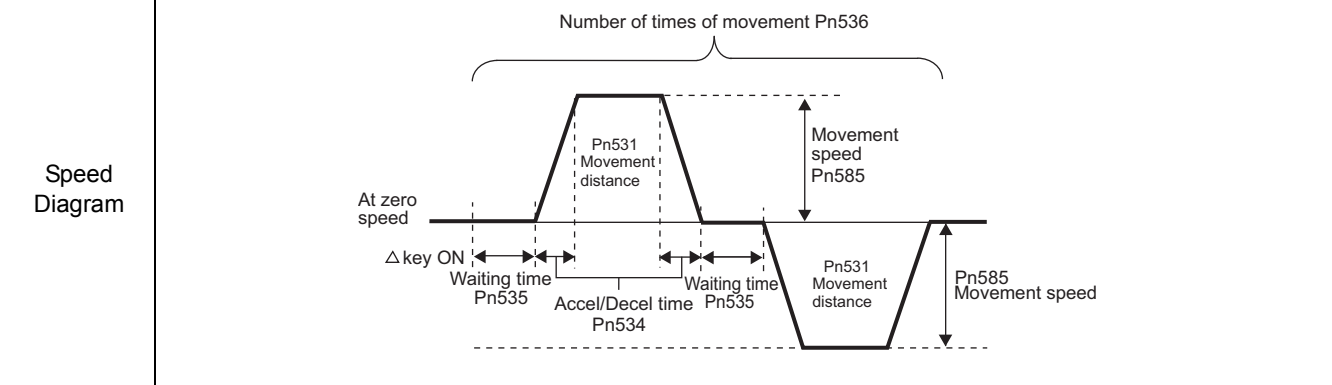 Number of times of movement Pn536
Speed
Diagram
Pn531
Movement
distance
Movement
speed
Pn585
At zero
speed
△key ON
Waiting time
Pn535
Accel/Decel time
Pn534
Waiting time
Pn535
Pn531
Movement
distance
Pn585
Movement speed